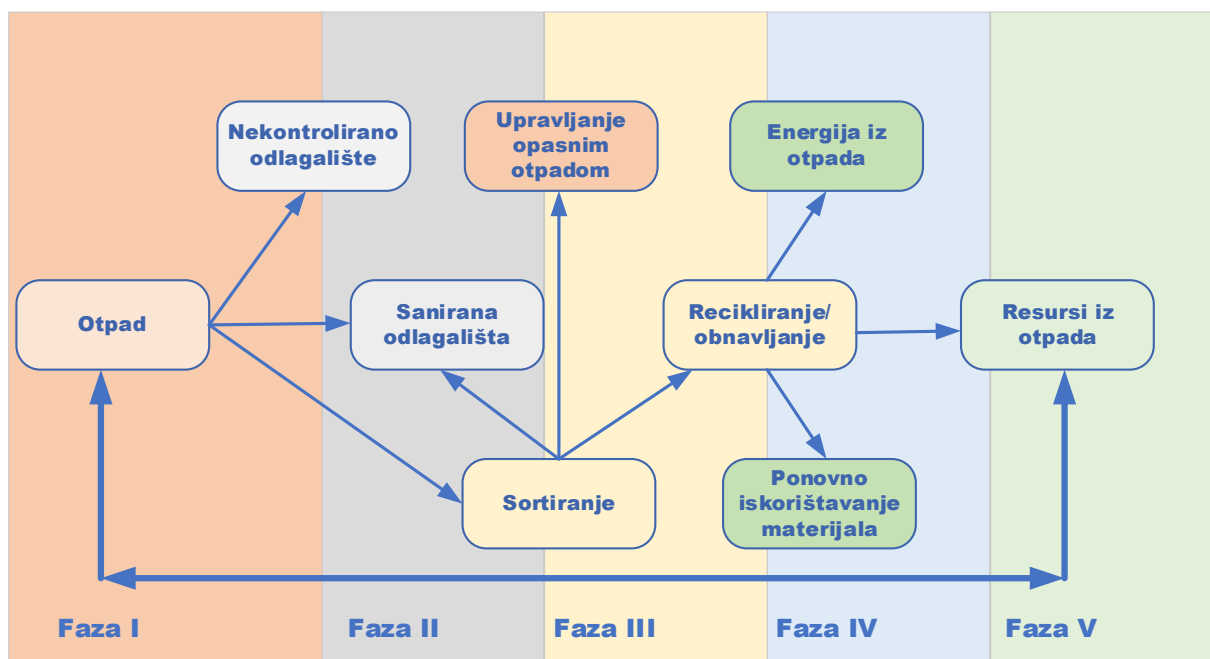 Nekontrolirano
odlagalište
Upravljanje
opasnim
otpadom
Energija iz
otpada
Otpad
Sanirana
odlagališta
Recikliranje/
obnavljanje
Resursi iz
otpada
Sortiranje
Ponovno
iskorištavanje
materijala
Faza I
Faza II
Faza III
Faza IV
Faza V